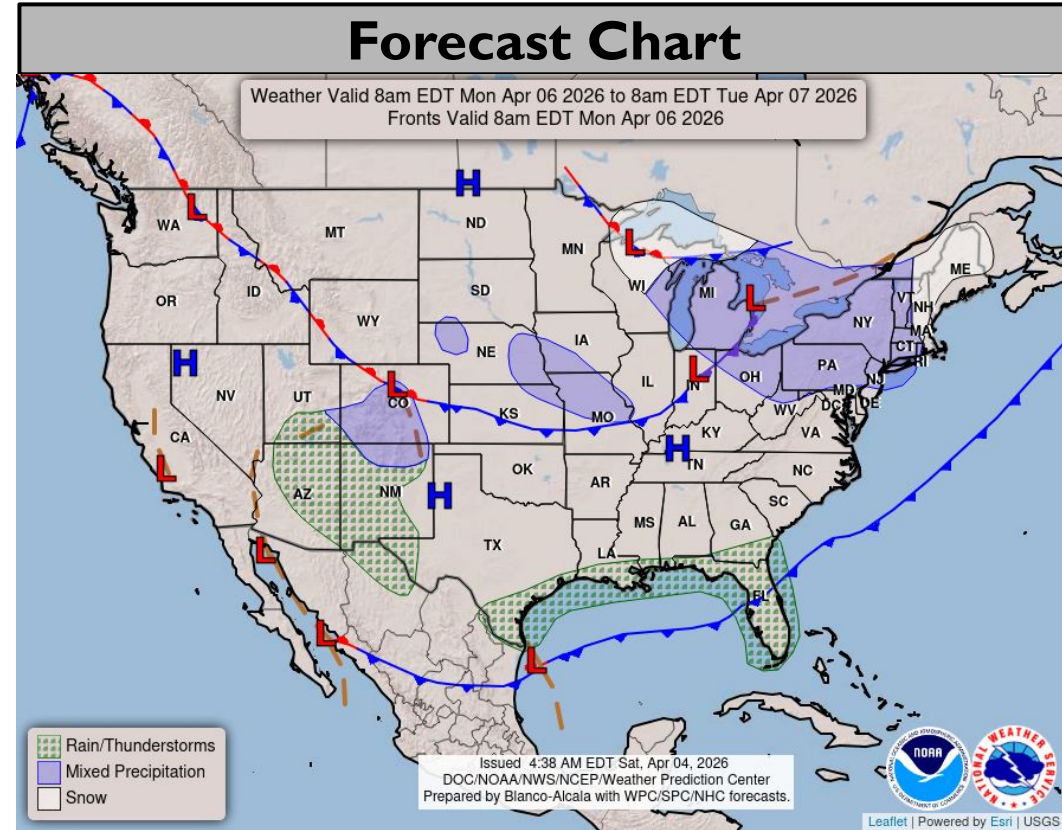 Forecast Chart
Weather Valid 8am EDT Mon Apr 06 2026 to 8am EDT Tue Apr 07 2026
Fronts Valid 8am EDT Mon Apr 06 2026
H
L
WA
MT
ND
MN
L
ME
OR
ID
SD
WI
MI
L
VT
NH
WY
NY
MA
CT
RI
H
NV
UT
L
CO
NE
IA
IL
L
IN
OH
PA
NJ
MD
DE
DC
WV
CA
KS
MO
KY
VA
L
AZ
NM
H
OK
AR
H
TN
NC
SC
L
TX
LA
MS
AL
GA
FL
L
L
Rain/Thunderstorms
Mixed Precipitation
Snow
Issued 4:38 AM EDT Sat, Apr 04, 2026
DOC/NOAA/NWS/NCEP/Weather Prediction Center
Prepared by Blanco-Alcala with WPC/SPC/NHC forecasts.
NOAA
NATIONAL WEATHER SERVICE
Leaflet | Powered by Esri | USGS